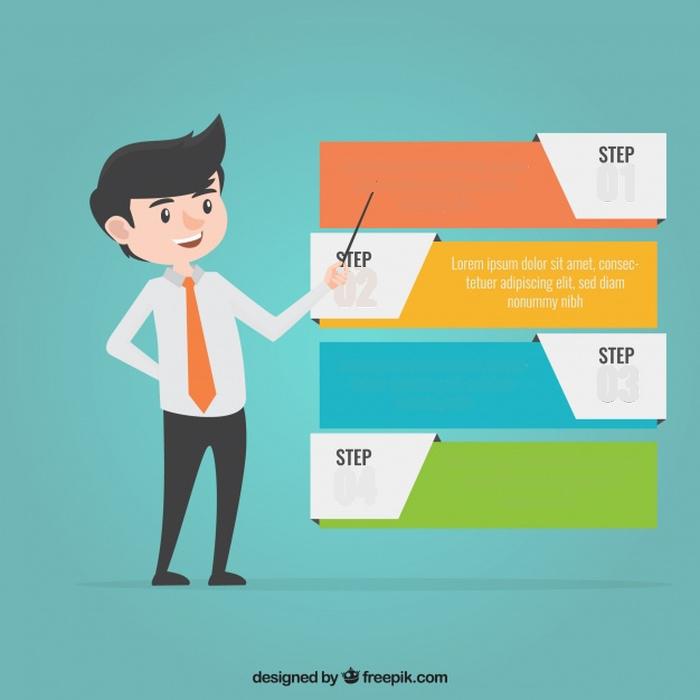 STEP
01
STEP
02
Lorem ipsum dolor sit amet, consec-
tetuer adipiscing elit, sed diam
nonummy nibh
STEP
03
STEP
04
designed by freepik.com